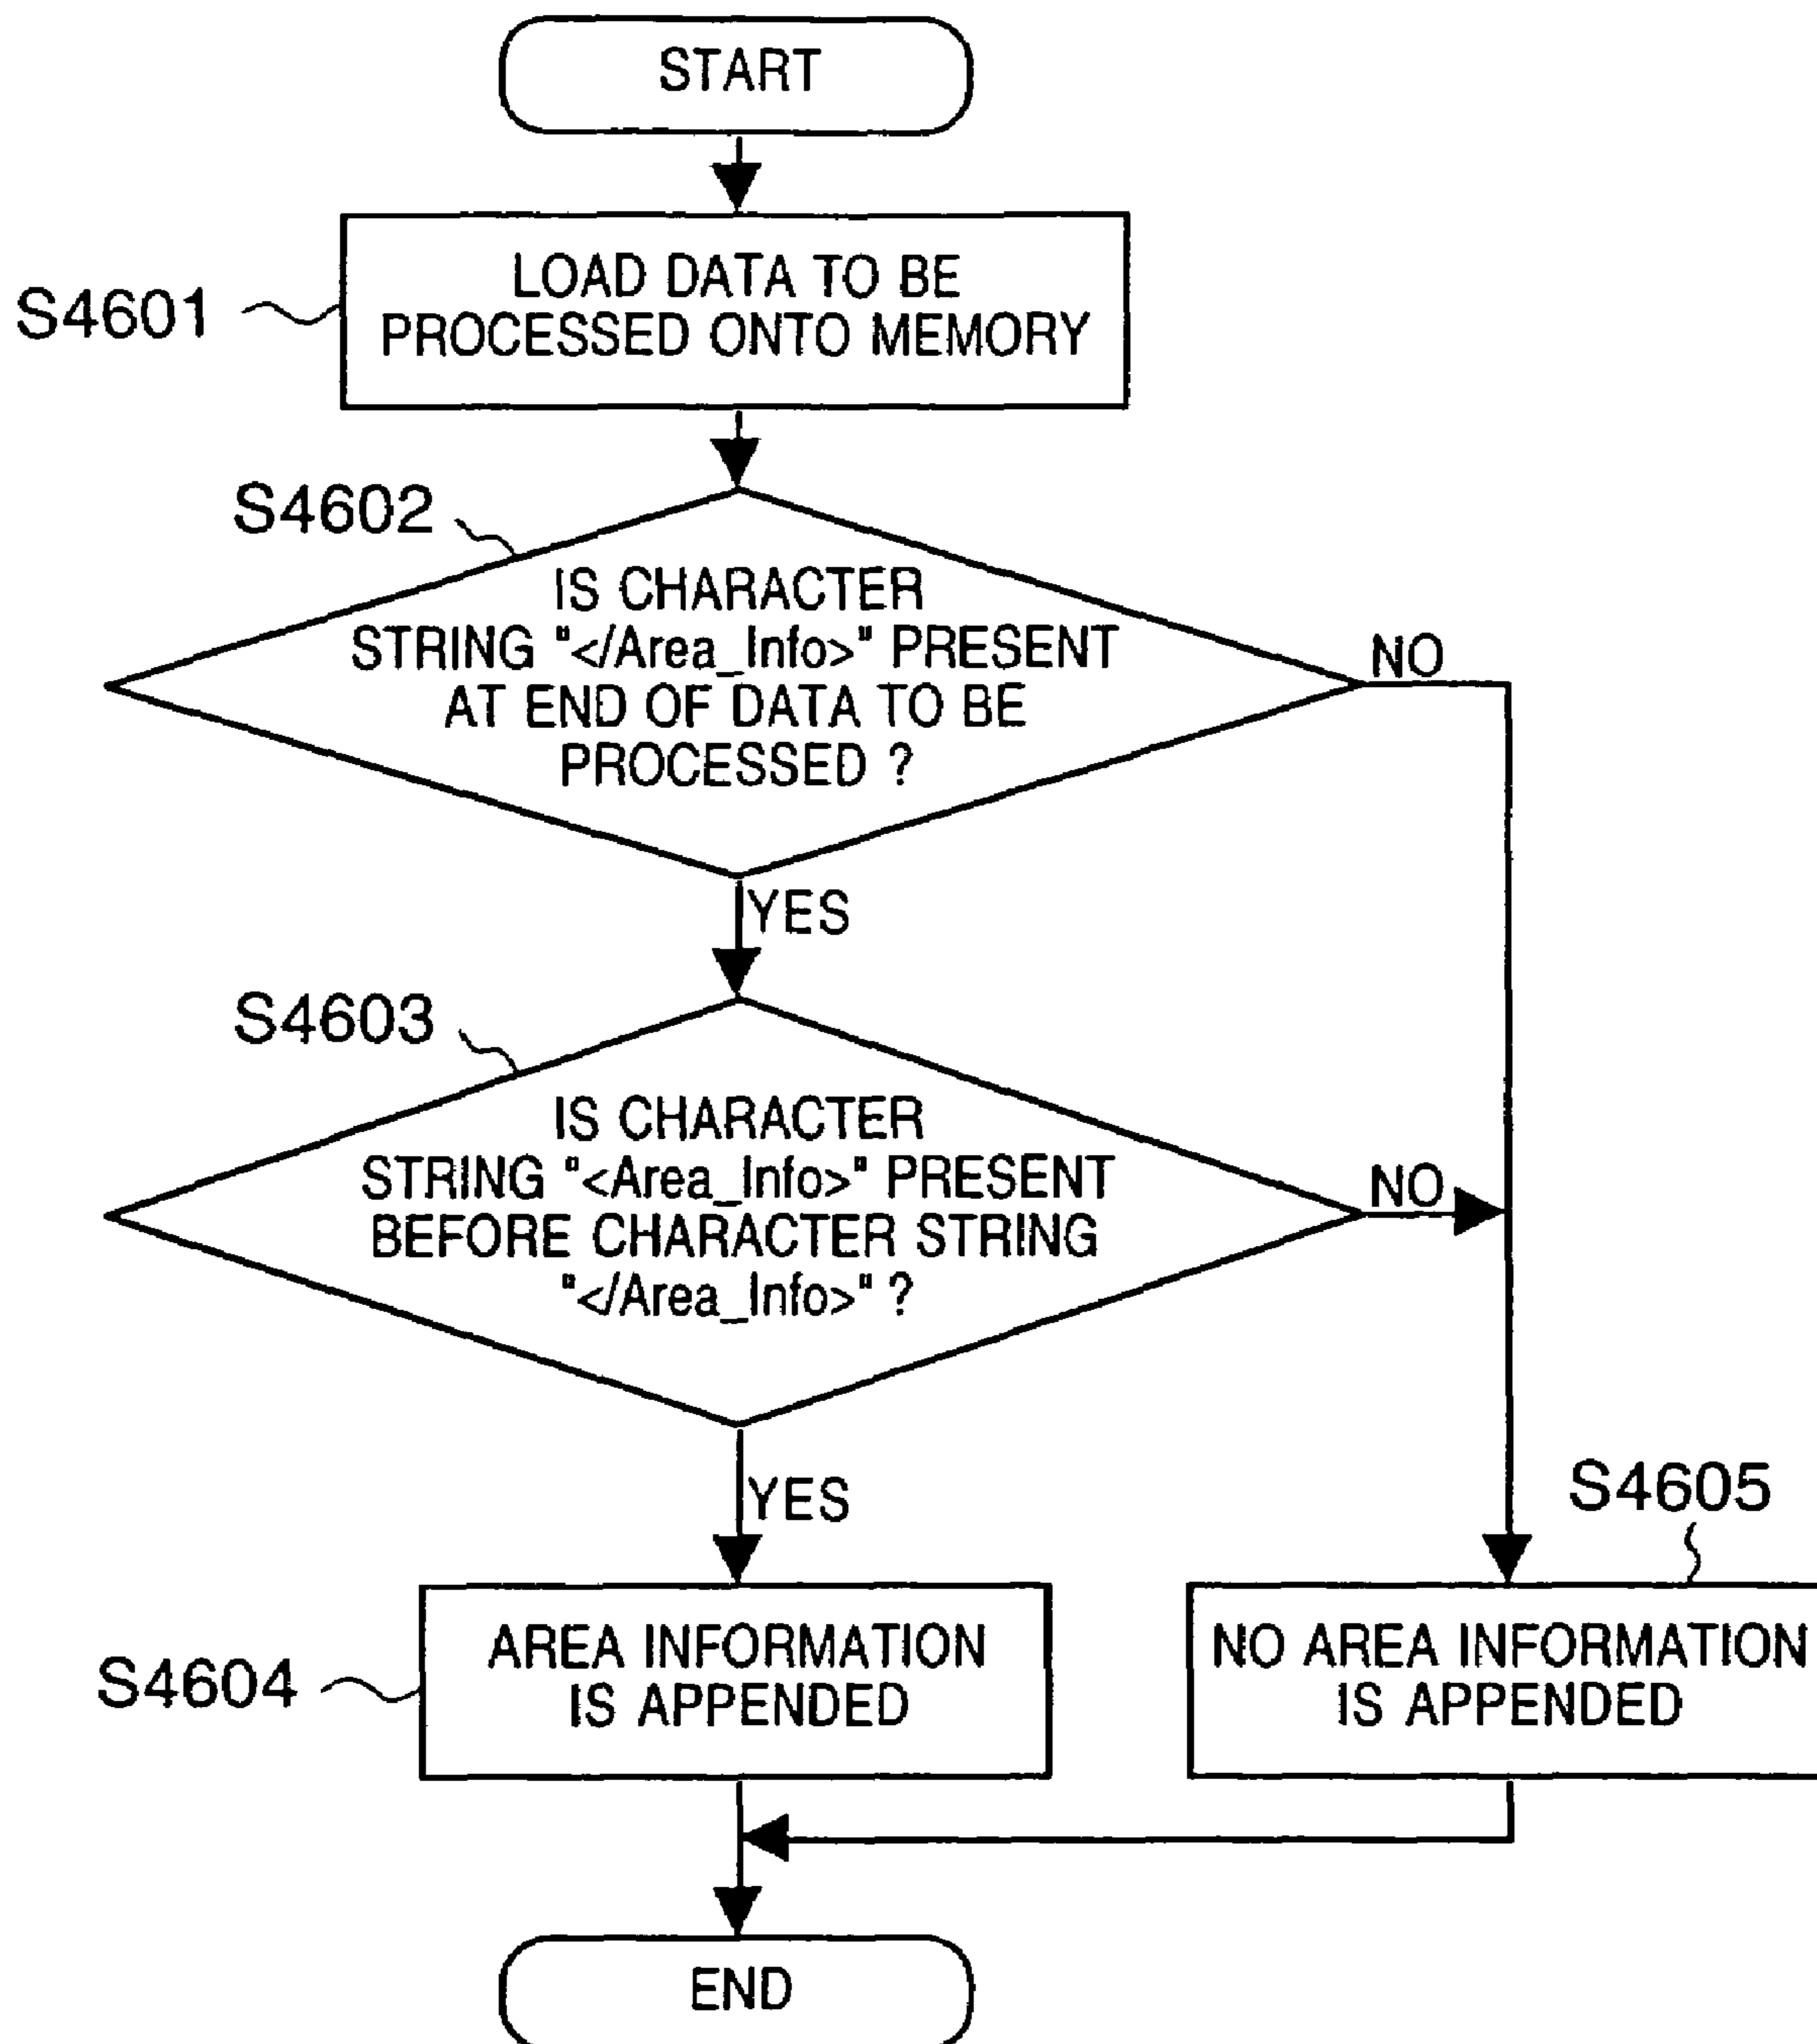 START
S4601
LOAD DATA TO BE
PROCESSED ONTO MEMORY
S4602
IS CHARACTER
STRING "</Area_Info>" PRESENT
AT END OF DATA TO BE
PROCESSED ?
NO
YES
S4603
IS CHARACTER
STRING "<Area_Info>" PRESENT
BEFORE CHARACTER STRING
"</Area_Info>" ?
NO
YES
S4604
AREA INFORMATION
IS APPENDED
S4605
NO AREA INFORMATION
IS APPENDED
END